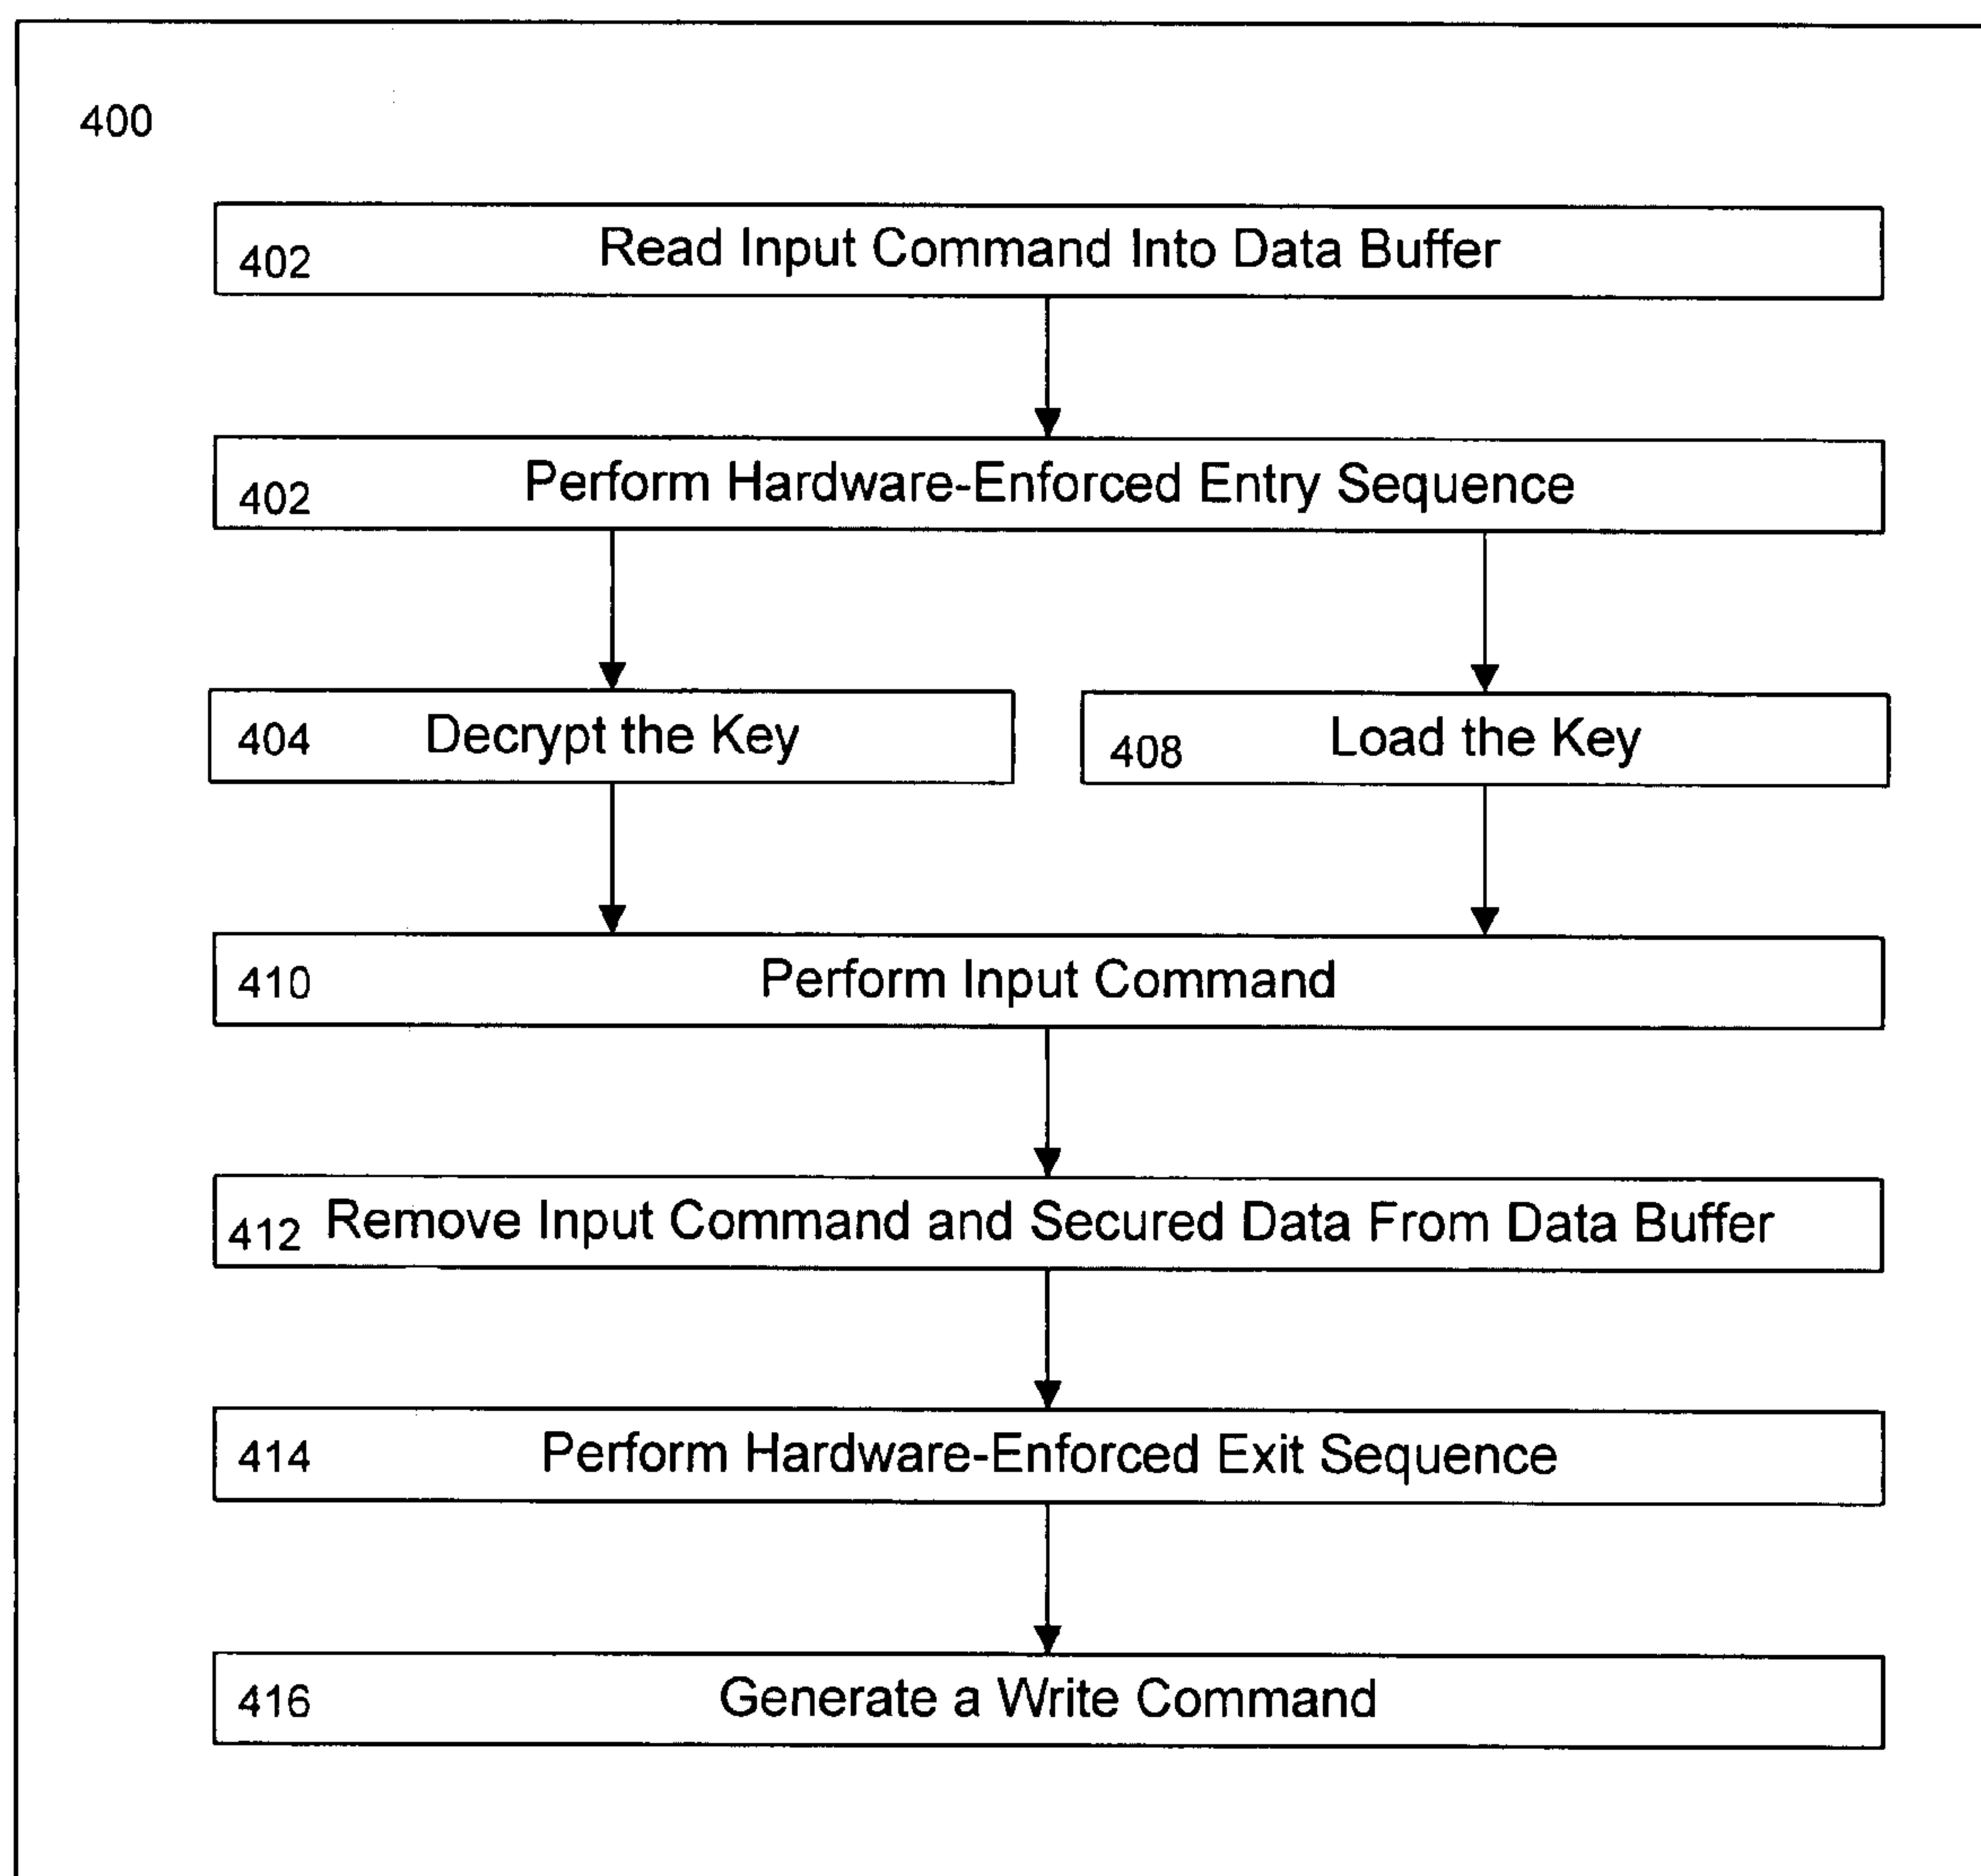 400
402 Read Input Command Into Data Buffer
402 Perform Hardware-Enforced Entry Sequence
404 Decrypt the Key
408 Load the Key
410 Perform Input Command
412 Remove Input Command and Secured Data From Data Buffer
414 Perform Hardware-Enforced Exit Sequence
416 Generate a Write Command